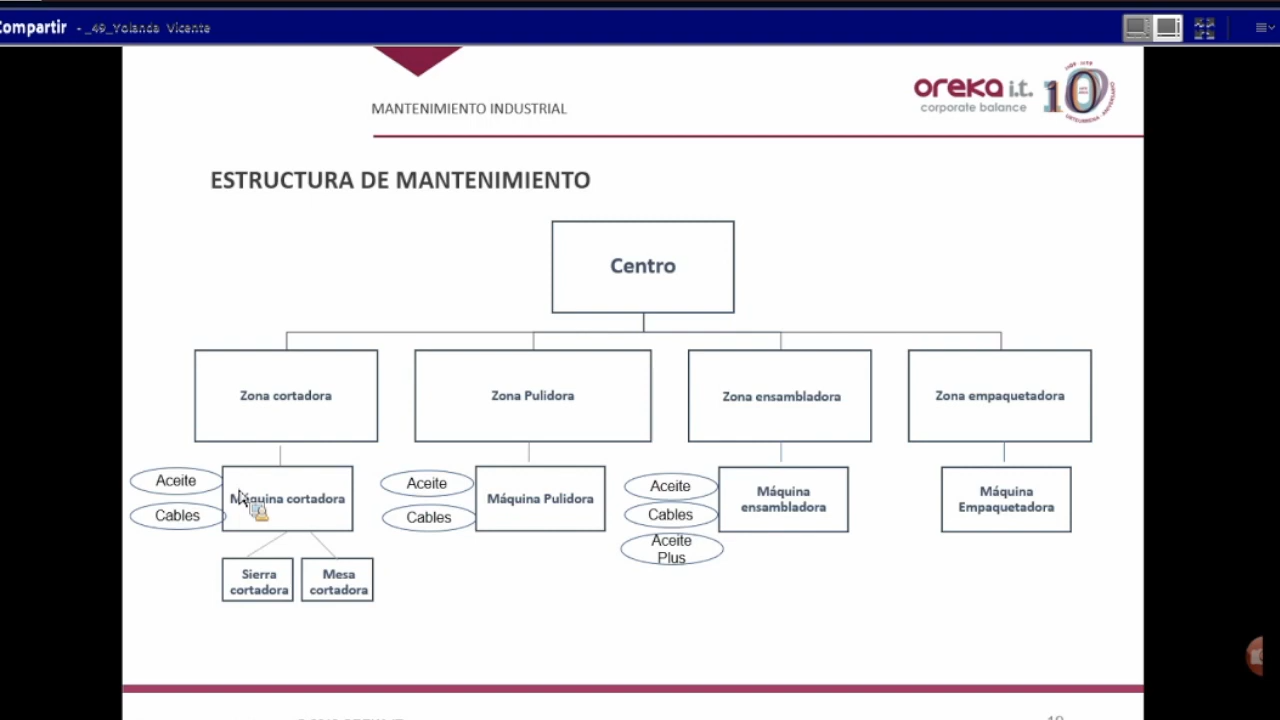 Compartir - _49_Yolanda Vicente
oreka i.t.
corporate balance
10
MANTENIMIENTO INDUSTRIAL
ESTRUCTURA DE MANTENIMIENTO
Centro
Zona cortadora
Zona Pulidora
Zona ensambladora
Zona empaquetadora
Aceite
Cables
Máquina cortadora
Aceite
Cables
Máquina Pulidora
Aceite
Cables
Aceite
Plus
Máquina
ensambladora
Máquina
Empaquetadora
Sierra
cortadora
Mesa
cortadora